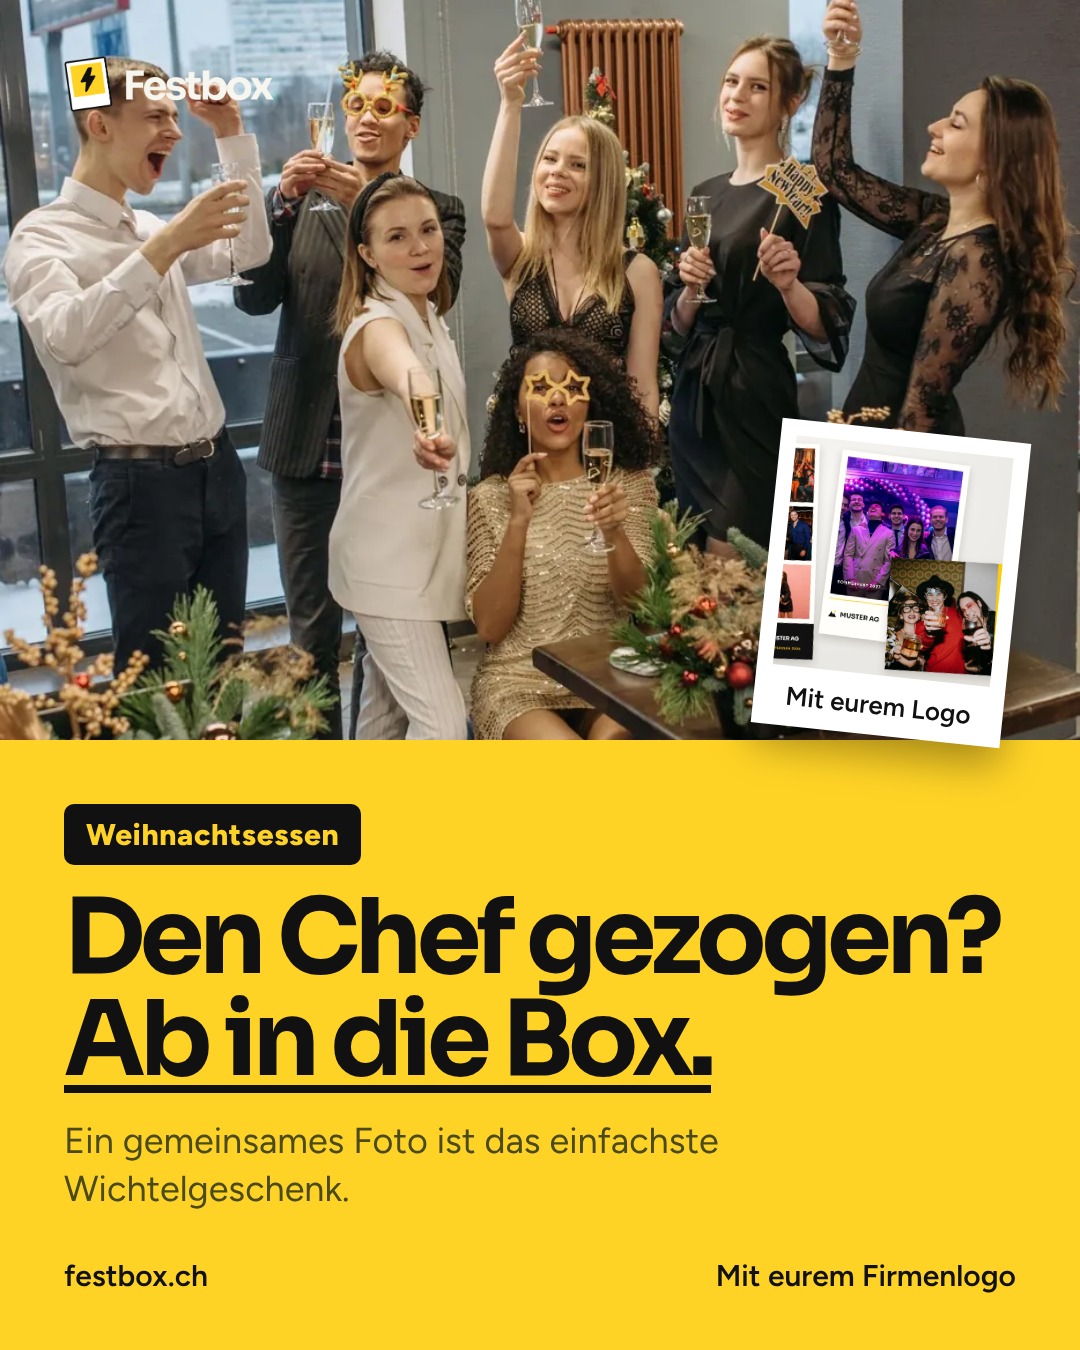 Festbox
Happy
New Year!
MUSTER AG
Mit eurem Logo
Weihnachtsessen
Den Chef gezogen?
Ab in die Box.
Ein gemeinsames Foto ist das einfachste
Wichtelgeschenk.
festbox.ch
Mit eurem Firmenlogo